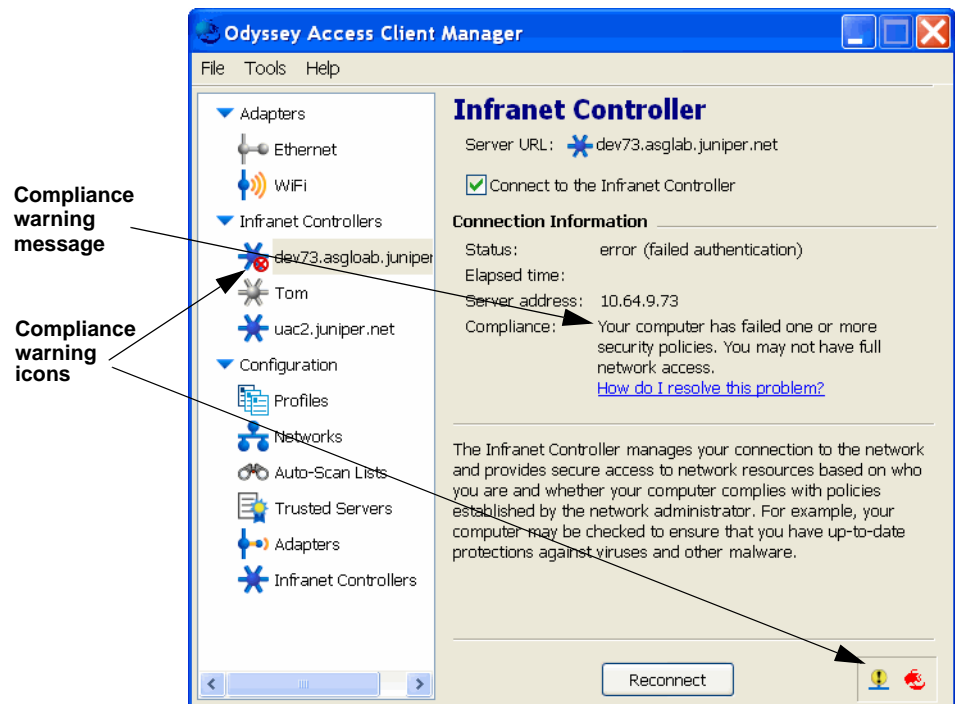 Odyssey Access Client Manager
File Tools Help
Adapters
Ethernet
WiFi
Infranet Controllers
dev73.asgloab.juniper
Tom
uac2.juniper.net
Configuration
Profiles
Networks
Auto-Scan Lists
Trusted Servers
Adapters
Infranet Controllers
Infranet Controller
Server URL: dev73.asglab.juniper.net
Connect to the Infranet Controller
Connection Information
Status: error (failed authentication)
Elapsed time:
Server address: 10.64.9.73
Compliance: Your computer has failed one or more
security policies. You may not have full
network access.
How do I resolve this problem?
The Infranet Controller manages your connection to the network
and provides secure access to network resources based on who
you are and whether your computer complies with policies
established by the network administrator. For example, your
computer may be checked to ensure that you have up-to-date
protections against viruses and other malware.
Reconnect
Compliance
warning
message
Compliance
warning
icons